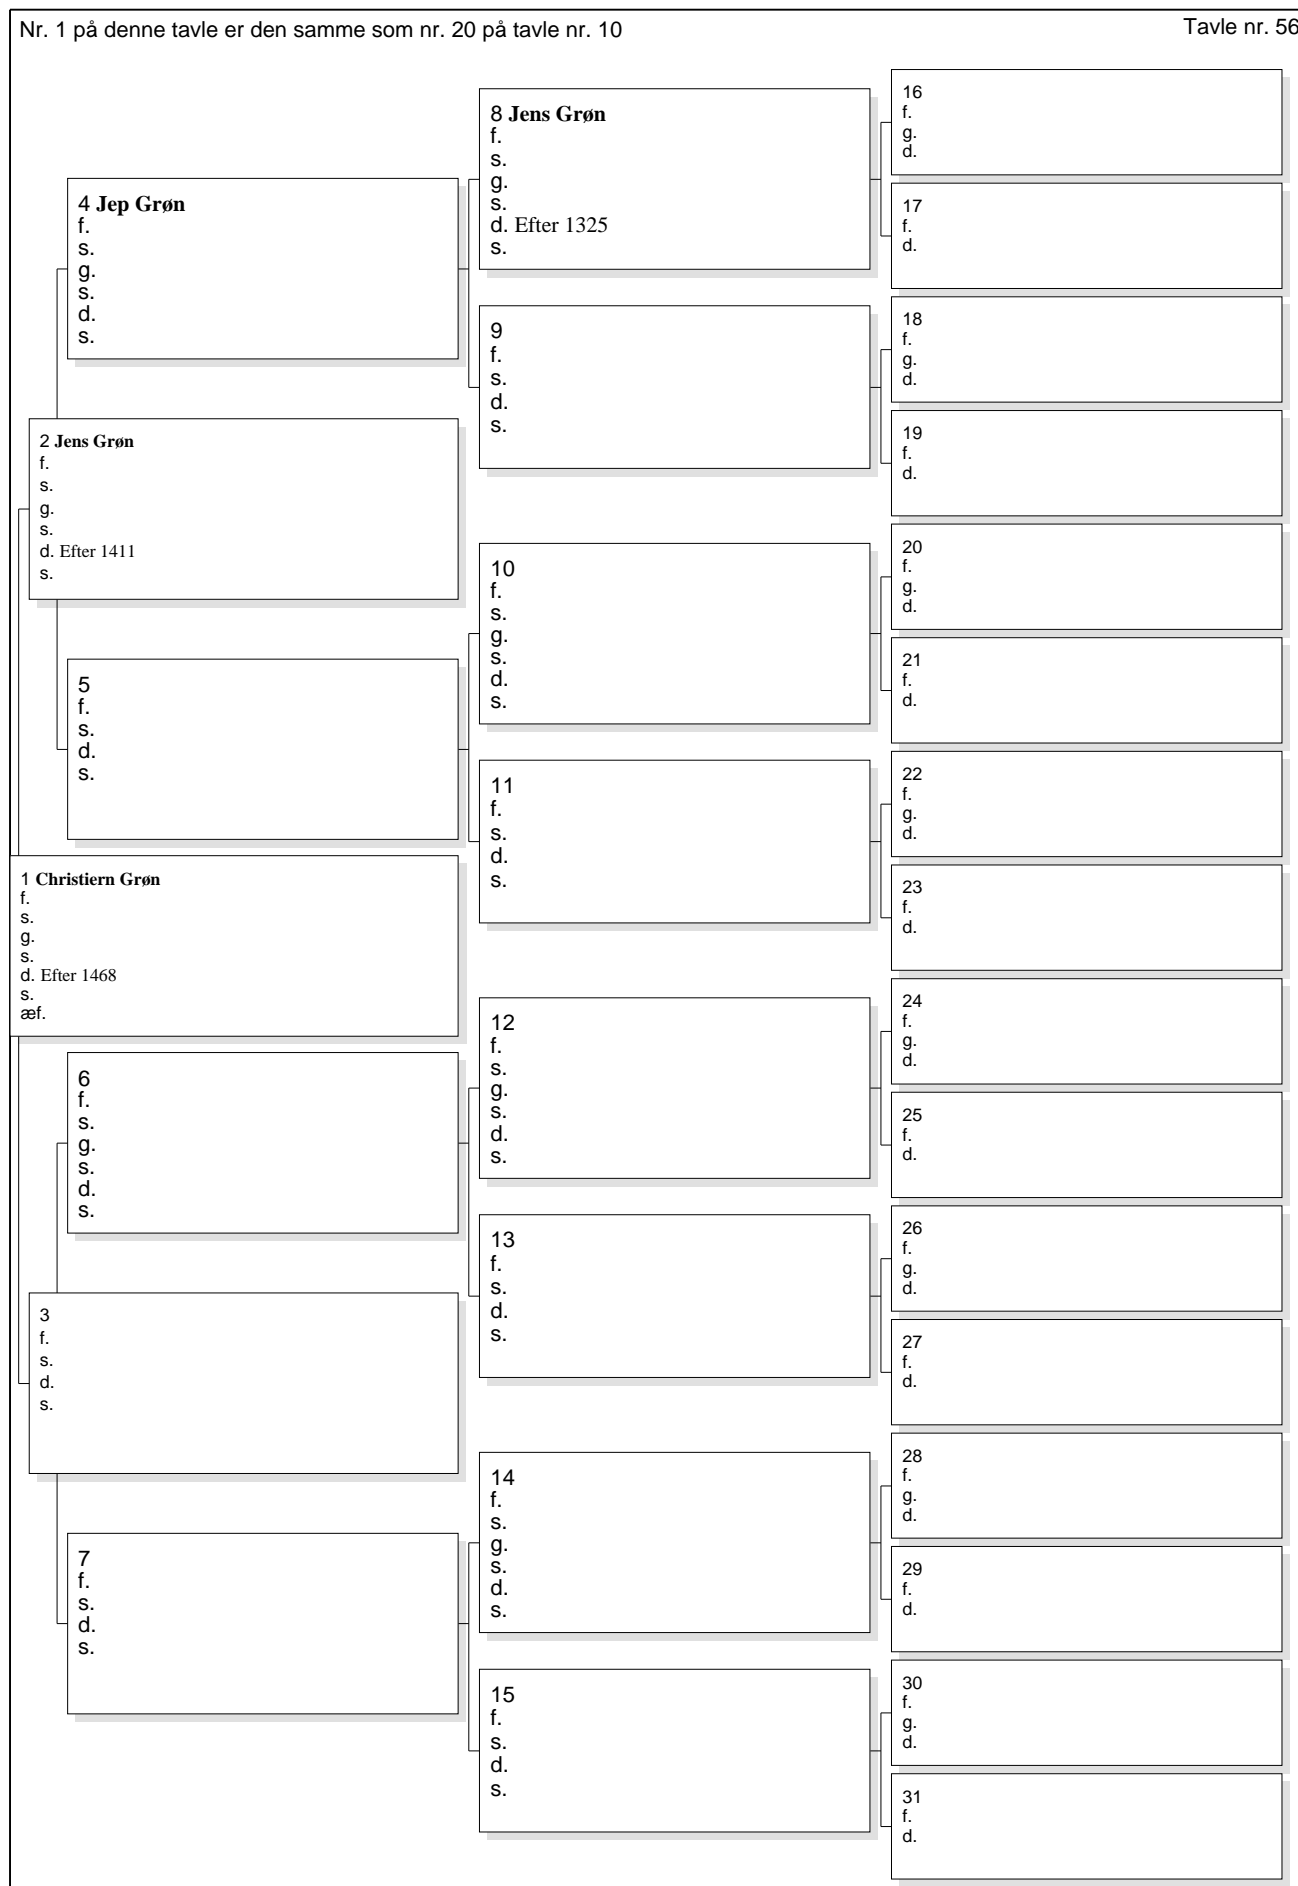 Nr. 1 på denne tavle er den samme som nr. 20 på tavle nr. 10
Tavle nr. 56
4 Jep Grøn
f.
s.
g.
s.
d.
s.
2 Jens Grøn
f.
s.
g.
s.
d. Efter 1411
s.
5
f.
s.
d.
s.
1 Christiern Grøn
f.
s.
g.
s.
d. Efter 1468
s.
æf.
6
f.
s.
g.
s.
d.
s.
3
f.
s.
d.
s.
7
f.
s.
d.
s.
8 Jens Grøn
f.
s.
g.
s.
d. Efter 1325
s.
9
f.
s.
d.
s.
10
f.
s.
g.
s.
d.
s.
11
f.
s.
d.
s.
12
f.
s.
g.
s.
d.
s.
13
f.
s.
d.
s.
14
f.
s.
g.
s.
d.
s.
15
f.
s.
d.
s.
16
f.
g.
d.
17
f.
d.
18
f.
g.
d.
19
f.
d.
20
f.
g.
d.
21
f.
d.
22
f.
g.
d.
23
f.
d.
24
f.
g.
d.
25
f.
d.
26
f.
g.
d.
27
f.
d.
28
f.
g.
d.
29
f.
d.
30
f.
g.
d.
31
f.
d.